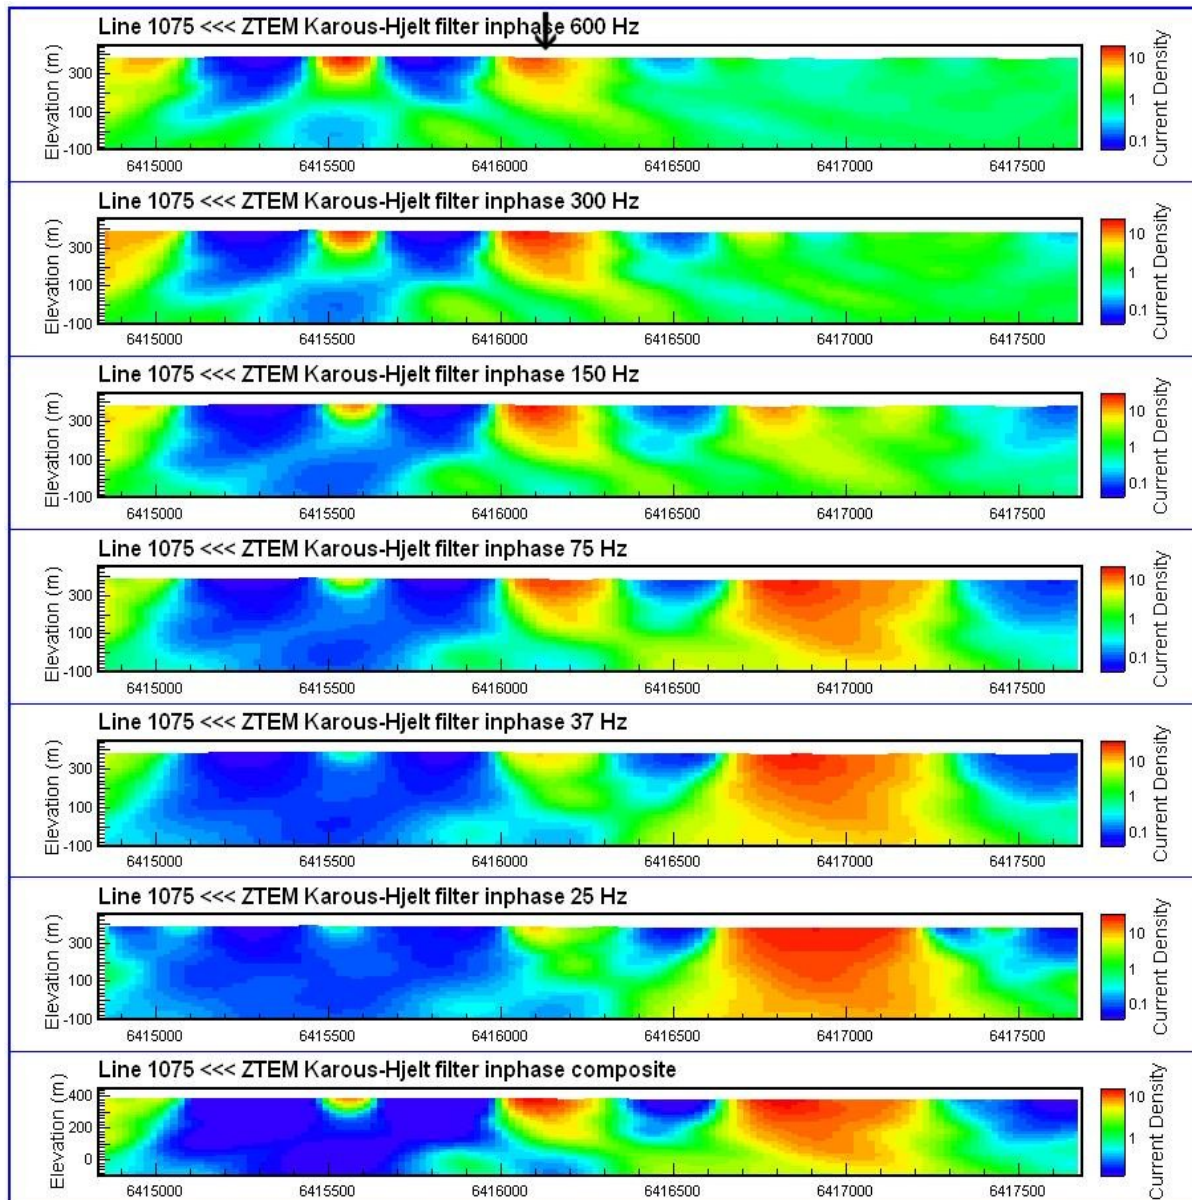 Line 1075 <<< ZTEM Karous-Hjelt filter inphase 600 Hz
Elevation (m)
300
100
-100
6415000 6415500 6416000 6416500 6417000 6417500
10
1
0.1
Current Density
Line 1075 <<< ZTEM Karous-Hjelt filter inphase 300 Hz
Elevation (m)
300
100
-100
6415000 6415500 6416000 6416500 6417000 6417500
10
1
0.1
Current Density
Line 1075 <<< ZTEM Karous-Hjelt filter inphase 150 Hz
Elevation (m)
300
100
-100
6415000 6415500 6416000 6416500 6417000 6417500
10
1
0.1
Current Density
Line 1075 <<< ZTEM Karous-Hjelt filter inphase 75 Hz
Elevation (m)
300
100
-100
6415000 6415500 6416000 6416500 6417000 6417500
10
1
0.1
Current Density
Line 1075 <<< ZTEM Karous-Hjelt filter inphase 37 Hz
Elevation (m)
300
100
-100
6415000 6415500 6416000 6416500 6417000 6417500
10
1
0.1
Current Density
Line 1075 <<< ZTEM Karous-Hjelt filter inphase 25 Hz
Elevation (m)
300
100
-100
6415000 6415500 6416000 6416500 6417000 6417500
10
1
0.1
Current Density
Line 1075 <<< ZTEM Karous-Hjelt filter inphase composite
Elevation (m)
400
200
0
10
1
Current Density